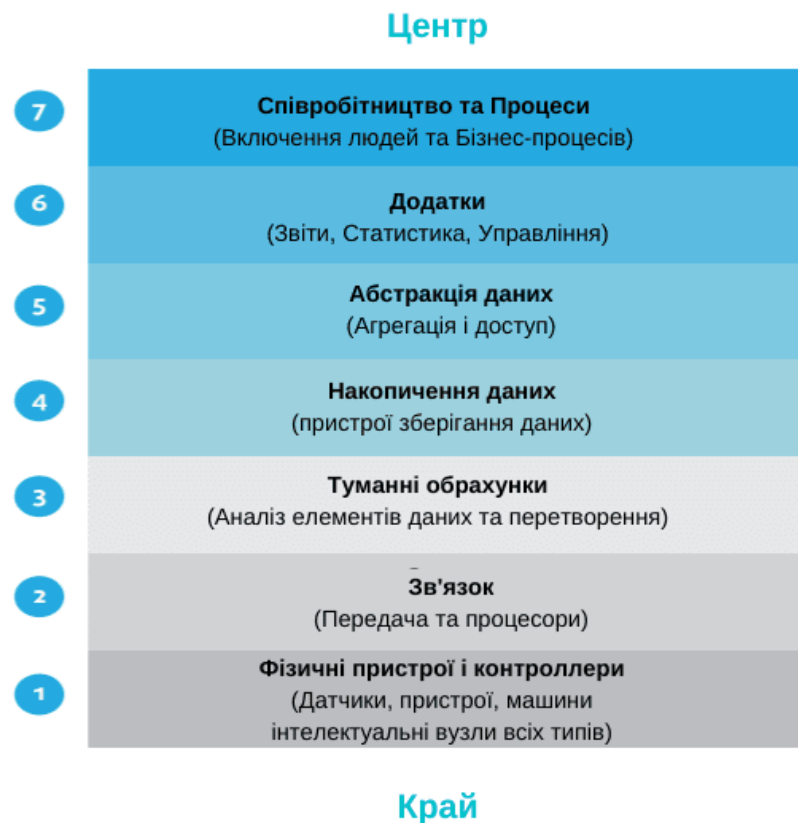 Центр
7
Співробітництво та Процеси
(Включення людей та Бізнес-процесів)
6
Додатки
(Звіти, Статистика, Управління)
5
Абстракція даних
(Агрегація і доступ)
4
Накопичення даних
(пристрої зберігання даних)
3
Туманні обрахунки
(Аналіз елементів даних та перетворення)
2
Зв'язок
(Передача та процесори)
1
Фізичні пристрої і контроллери
(Датчики, пристрої, машини
інтелектуальні вузли всіх типів)
Край